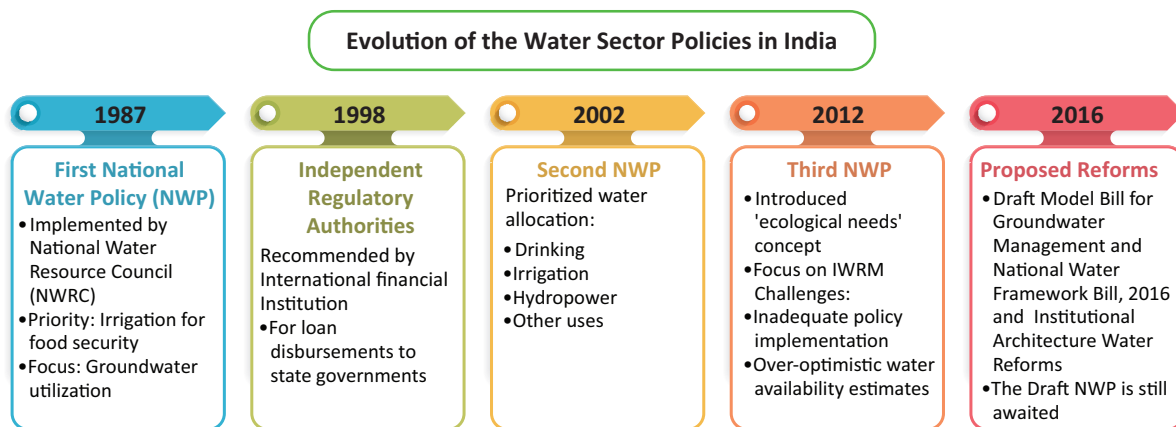 Evolution of the Water Sector Policies in India
1987
First National
Water Policy (NWP)
•Implemented by
National Water
Resource Council
(NWRC)
•Priority: Irrigation for
food security
•Focus: Groundwater
utilization
1998
Independent
Regulatory
Authorities
Recommended by
International financial
Institution
•For loan
disbursements to
state governments
2002
Second NWP
Prioritized water
allocation:
•Drinking
•Irrigation
•Hydropower
•Other uses
2012
Third NWP
•Introduced
'ecological needs'
concept
•Focus on IWRM
Challenges:
•Inadequate policy
implementation
•Over-optimistic water
availability estimates
2016
Proposed Reforms
•Draft Model Bill for
Groundwater
Management and
National Water
Framework Bill, 2016
and Institutional
Architecture Water
Reforms
•The Draft NWP is still
awaited